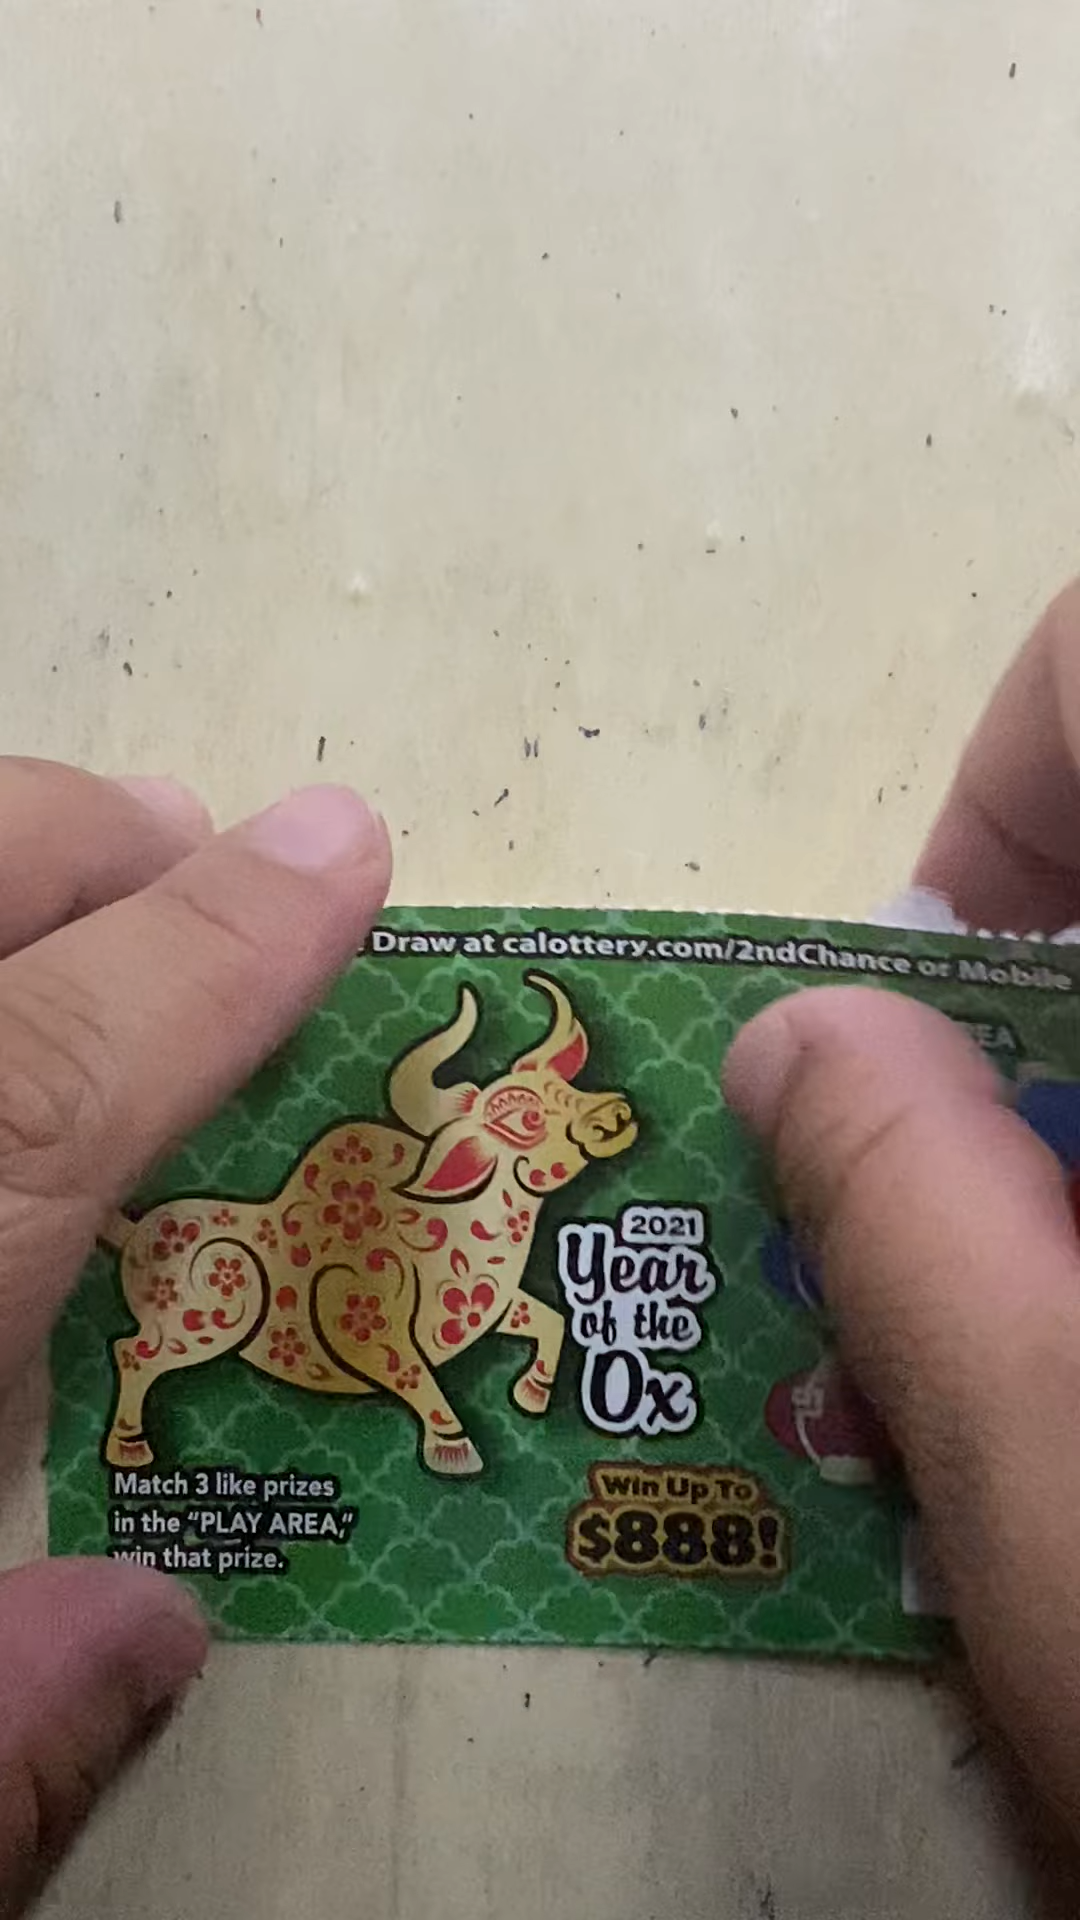 Draw at calottery.com/2ndChance or Mobile
2021
Year
of the
Ox
Match 3 like prizes
in the “PLAY AREA,”
win that prize.
Win Up To
$888!